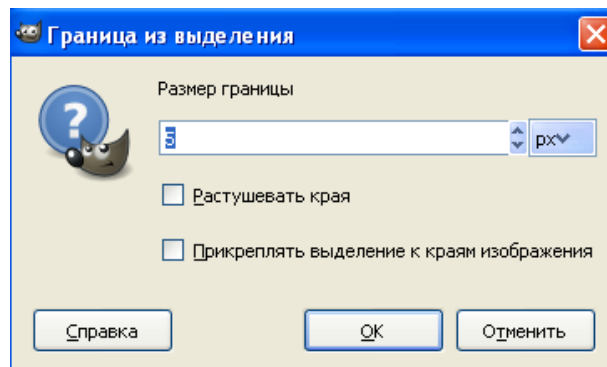 Граница из выделения
Размер границы
5
px
Растушевать края
Прикреплять выделение к краям изображения
Справка
OK
Отменить